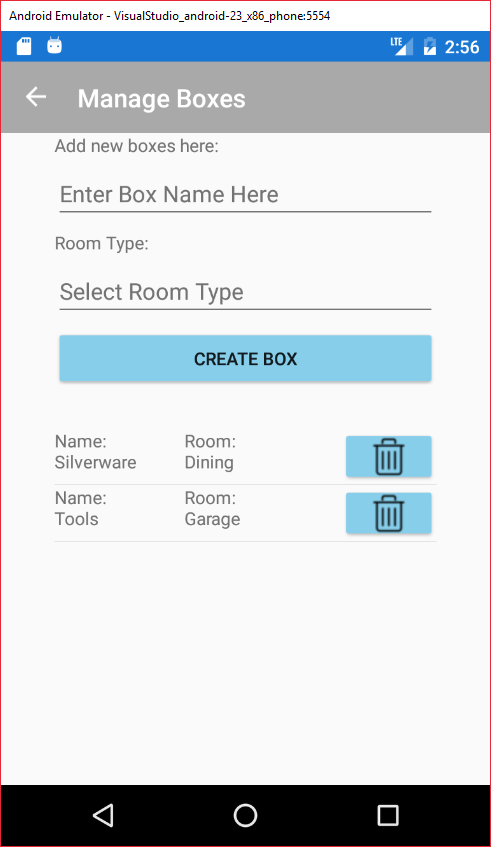 Android Emulator - VisualStudio_android-23_x86_phone:5554
LTE 2:56
Manage Boxes
Add new boxes here:
Enter Box Name Here
Room Type:
Select Room Type
CREATE BOX
Name: Room:
Silverware Dining
Name: Room:
Tools Garage